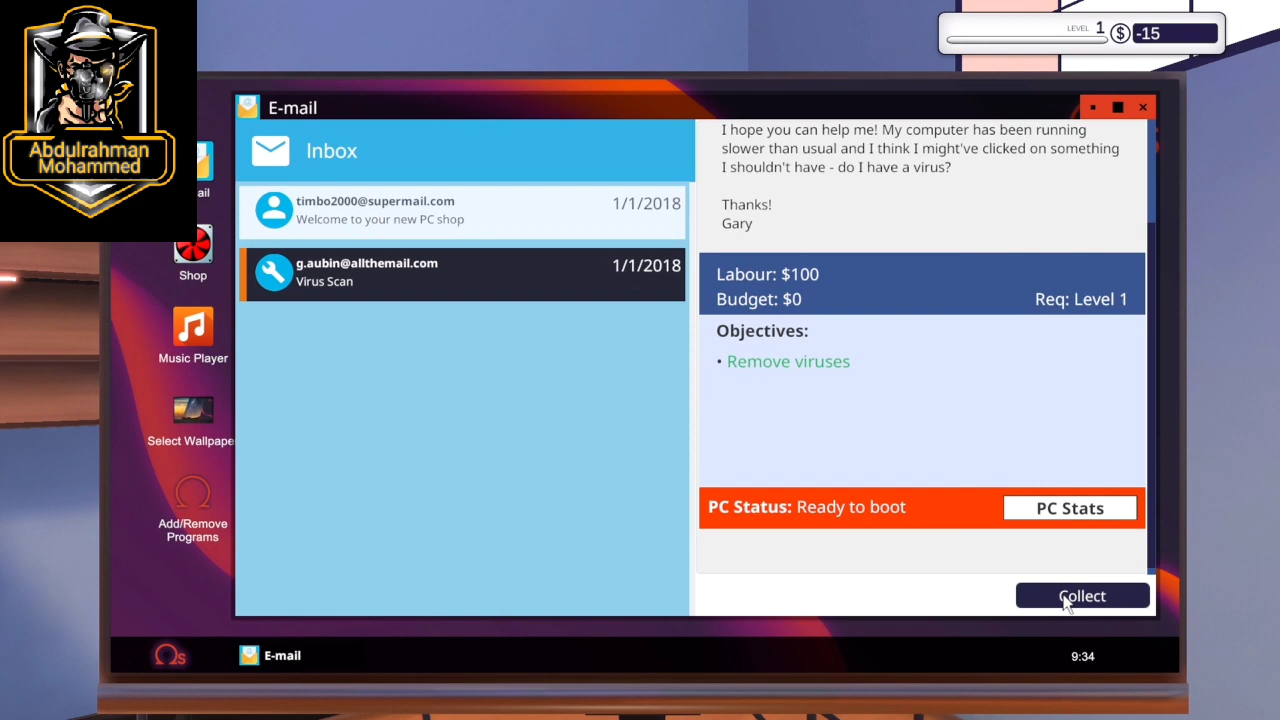 Abdulrahman
Mohammed
LEVEL 1 $ -15
E-mail
Inbox
timbo2000@supermail.com 1/1/2018
Welcome to your new PC shop
g.aubin@allthemail.com 1/1/2018
Virus Scan
ail
Shop
Music Player
Select Wallpape
Add/Remove
Programs
I hope you can help me! My computer has been running
slower than usual and I think I might've clicked on something
I shouldn't have - do I have a virus?
Thanks!
Gary
Labour: $100
Budget: $0 Req: Level 1
Objectives:
• Remove viruses
PC Status: Ready to boot PC Stats
Collect
Ωs E-mail 9:34